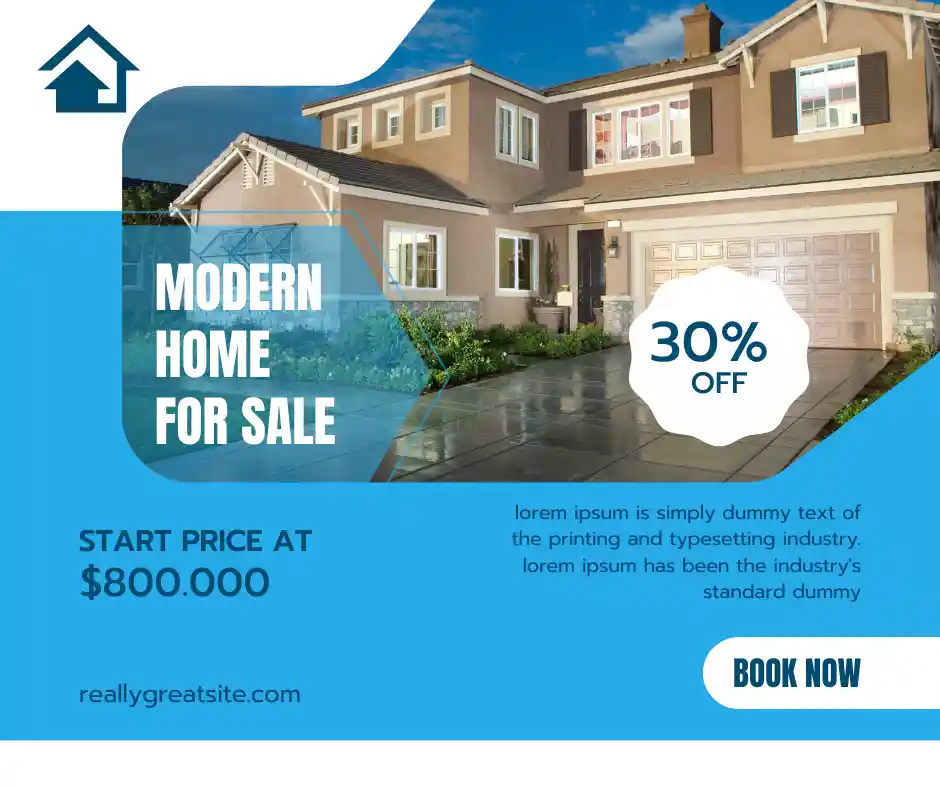 MODERN
HOME
FOR SALE
30%
OFF
START PRICE AT
$800.000
lorem ipsum is simply dummy text of
the printing and typesetting industry.
lorem ipsum has been the industry's
standard dummy
reallygreatsite.com
BOOK NOW